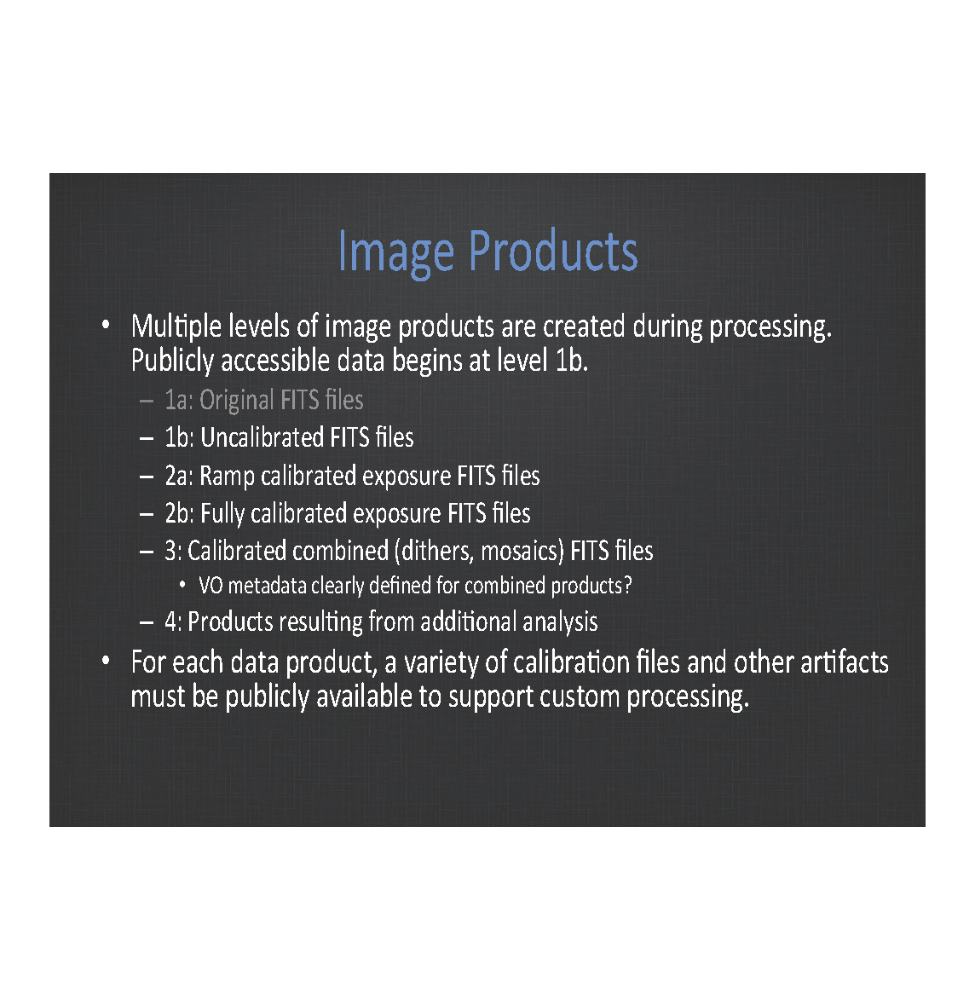 Image Products
• Multiple levels of image products are created during processing.
Publicly accessible data begins at level 1b.
– 1a: Original FITS files
– 1b: Uncalibrated FITS files
– 2a: Ramp calibrated exposure FITS files
– 2b: Fully calibrated exposure FITS files
– 3: Calibrated combined (dithers, mosaics) FITS files
• VO metadata clearly defined for combined products?
– 4: Products resulting from additional analysis
• For each data product, a variety of calibration files and other artifacts
must be publicly available to support custom processing.